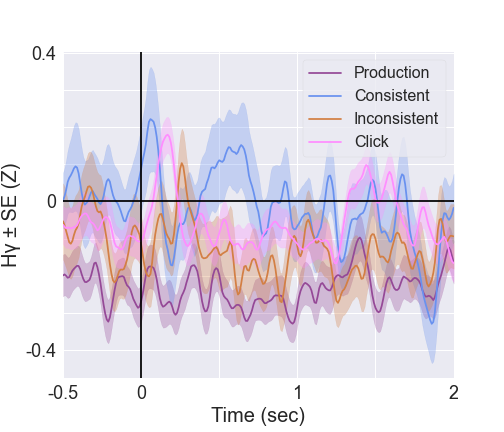 0.4
0
-0.4
Hγ ± SE (Z)
Production
Consistent
Inconsistent
Click
-0.5
0
1
2
Time (sec)